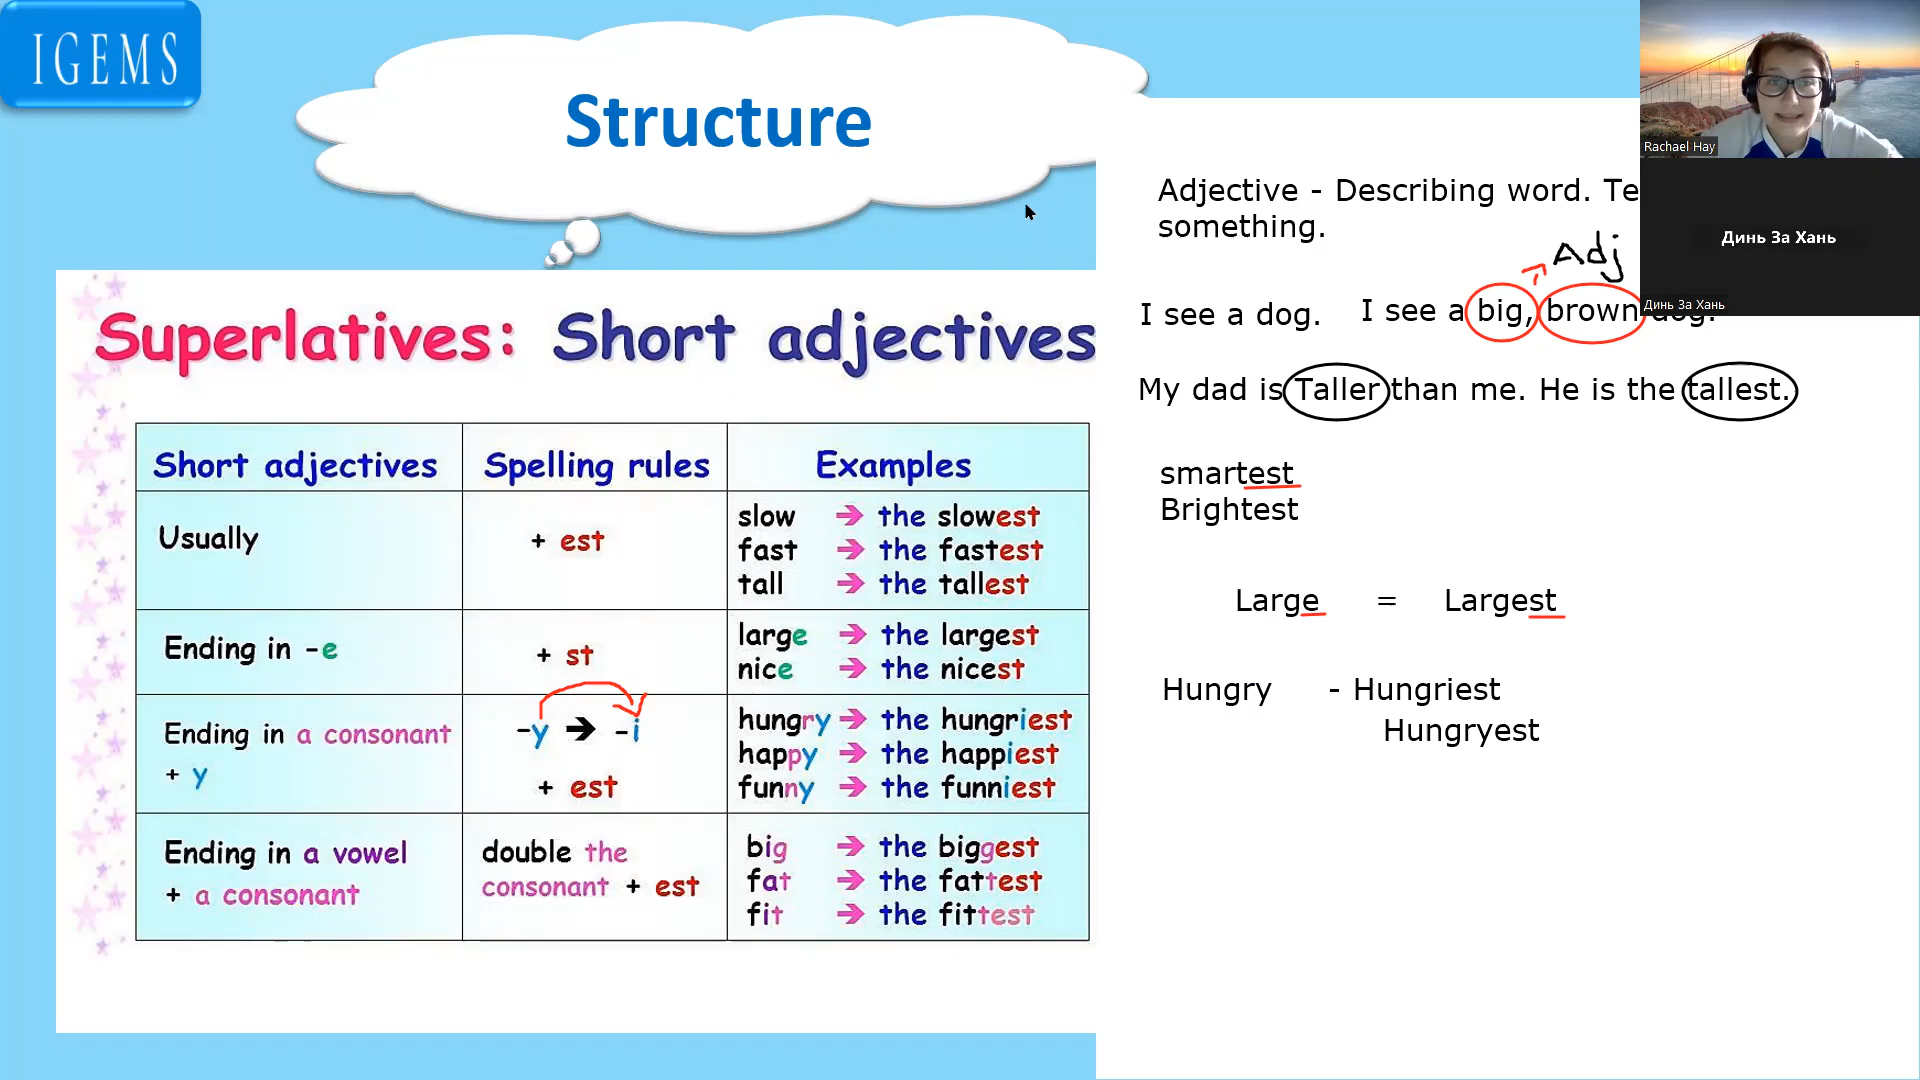 IGEMS
Structure
Superlatives: Short adjectives
Short adjectives Spelling rules Examples
Usually + est
slow ➔ the slowest
fast ➔ the fastest
tall ➔ the tallest
Ending in -e + st
large ➔ the largest
nice ➔ the nicest
Ending in a consonant
+ y
-y ➔ -i
+ est
hungry ➔ the hungriest
happy ➔ the happiest
funny ➔ the funniest
Ending in a vowel
+ a consonant
double the
consonant + est
big ➔ the biggest
fat ➔ the fattest
fit ➔ the fittest
Adjective - Describing word. Te
something.
Adj
I see a dog. I see a big, brown dog.
My dad is Taller than me. He is the tallest.
smartest
Brightest
Large = Largest
Hungry - Hungriest
Hungryest
Rachael Hay
Динь За Хань
Динь За Хань